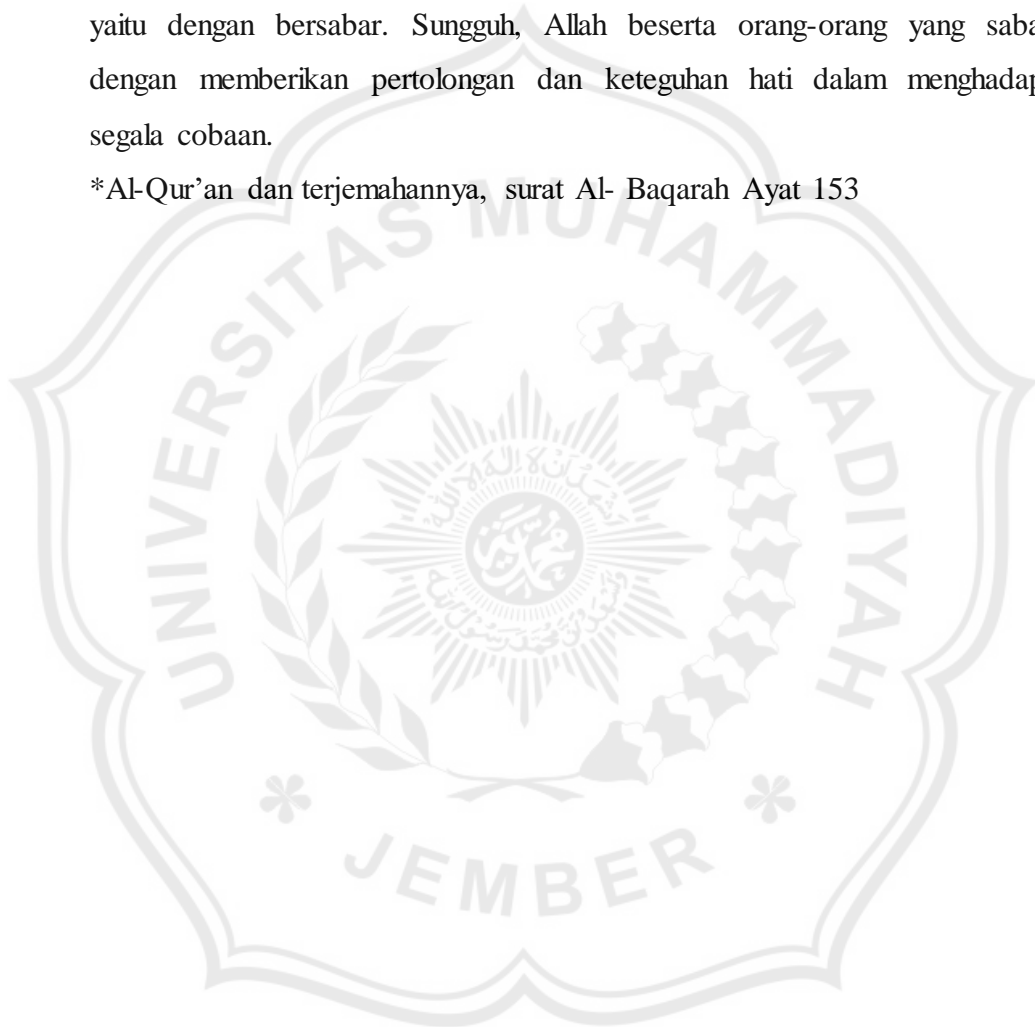 yaitu dengan bersabar. Sungguh, Allah beserta orang-orang yang saba
dengan memberikan pertolongan dan keteguhan hati dalam menghadap
segala cobaan.
*Al-Qur’an dan terjemahannya, surat Al- Baqarah Ayat 153
UNIVERSITAS MUHAMMADIYAH
JEMBER